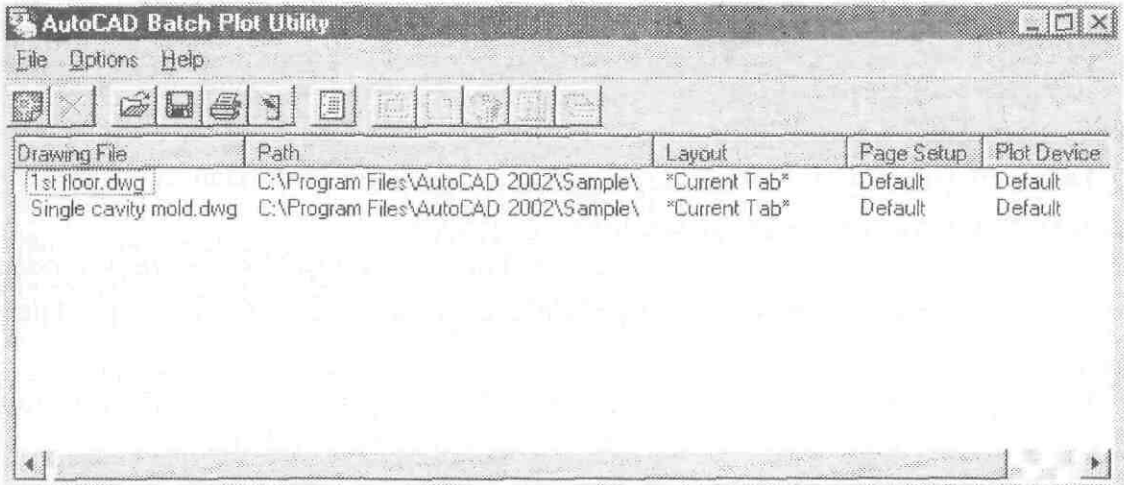 AutoCAD Batch Plot Utility
File Options Help
Drawing File Path Layout Page Setup Plot Device
1st floor.dwg C:\Program Files\AutoCAD 2002\Sample\ *Current Tab* Default Default
Single cavity mold.dwg C:\Program Files\AutoCAD 2002\Sample\ *Current Tab* Default Default